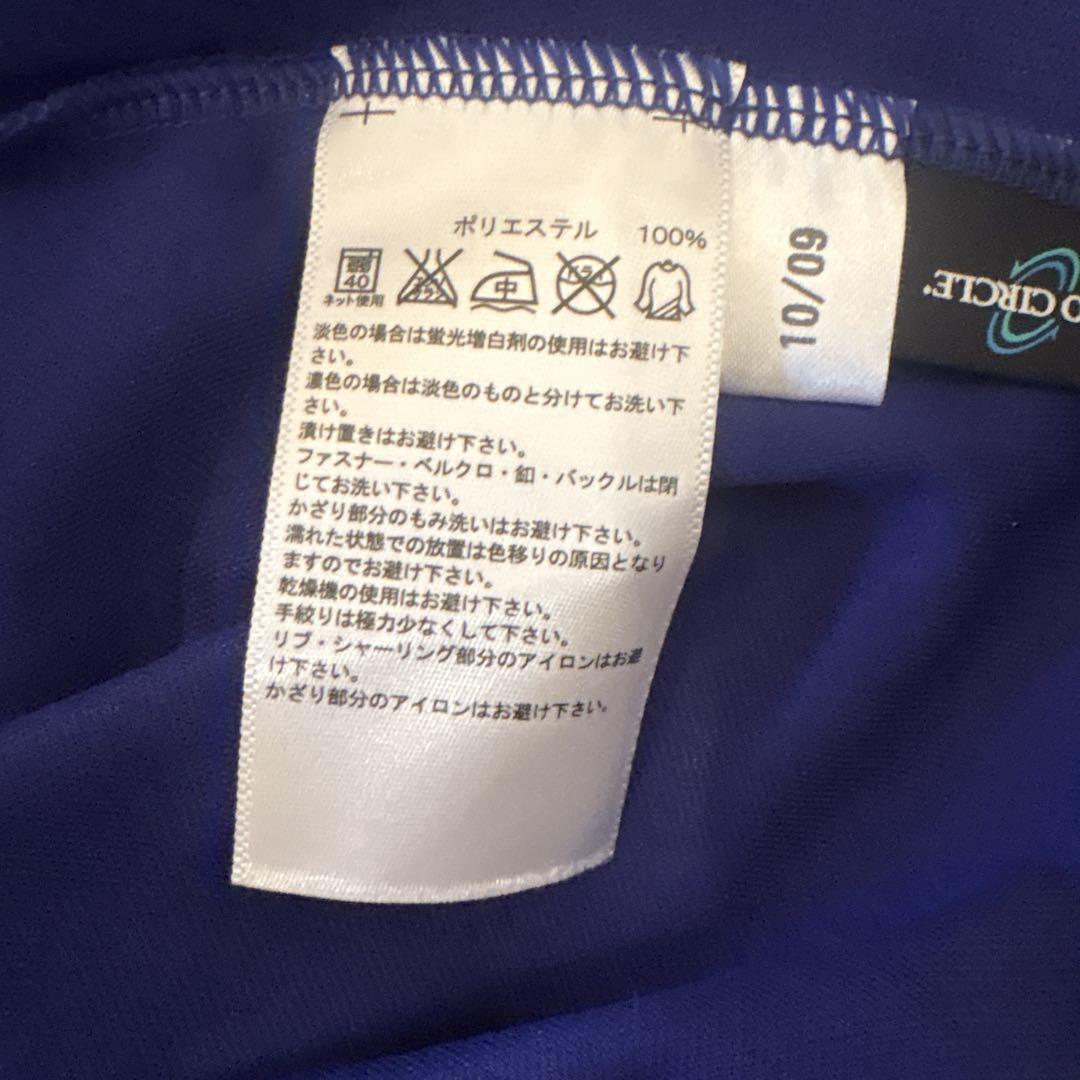 ポリエステル 100%
40
ネット使用
エンソサラシ
中
ドライ
淡色の場合は蛍光増白剤の使用はお避け下
さい。
濃色の場合は淡色のものと分けてお洗い下
さい。
漬け置きはお避け下さい。
ファスナー・ベルクロ・釦・バックルは閉
じてお洗い下さい。
かざり部分のもみ洗いはお避け下さい。
濡れた状態での放置は色移りの原因となり
ますのでお避け下さい。
乾燥機の使用はお避け下さい。
手絞りは極力少なくして下さい。
リブ・シャーリング部分のアイロンはお避
け下さい。
かざり部分のアイロンはお避け下さい。
10/09
O CIRCLE